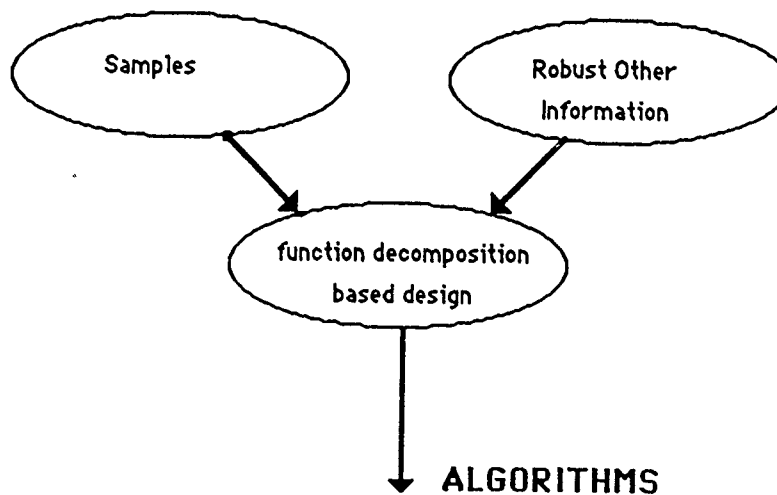 Samples
Robust Other
Information
function decomposition
based design
ALGORITHMS